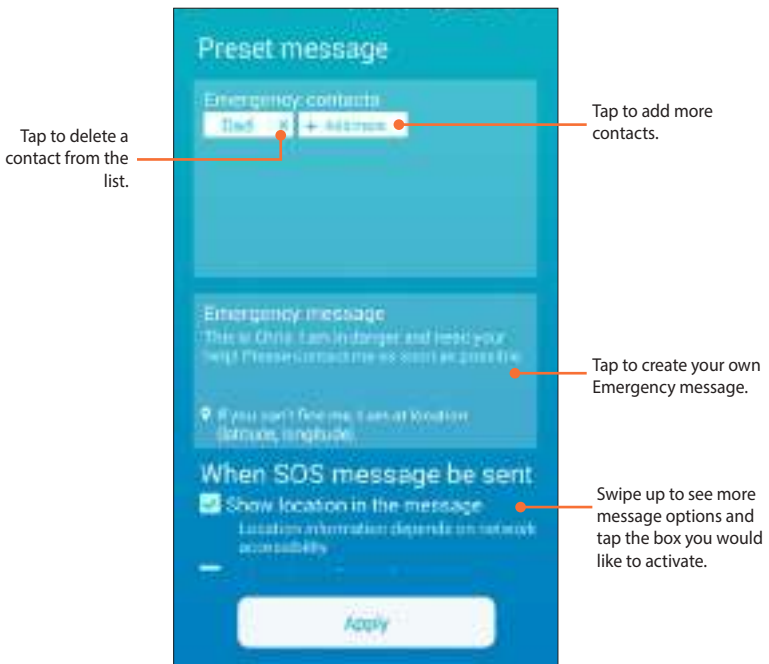 Preset message
Emergency contacts
Dad x + Add more
Tap to delete a
contact from the
list.
Tap to add more
contacts.
Emergency message
This is Chris. I am in danger and need your
help! Please contact me as soon as possible.
If you can't find me, I am at location
(latitude, longitude).
Tap to create your own
Emergency message.
When SOS message be sent
Show location in the message
Location information depends on network
accessibility
Swipe up to see more
message options and
tap the box you would
like to activate.
Apply